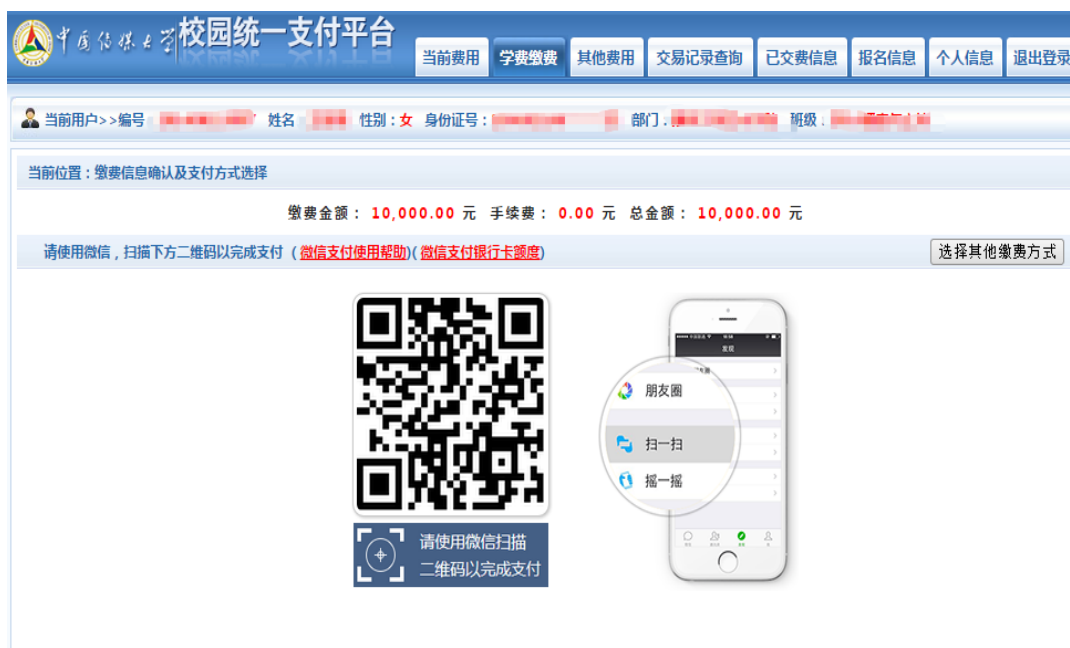 中国传媒大学校园统一支付平台
当前费用 学费缴费 其他费用 交易记录查询 已交费信息 报名信息 个人信息 退出登录
当前用户>>编号 姓名 性别：女 身份证号： 部门： 班级：
当前位置：缴费信息确认及支付方式选择
缴费金额： 10,000.00 元 手续费： 0.00 元 总金额： 10,000.00 元
请使用微信，扫描下方二维码以完成支付 (微信支付使用帮助)(微信支付银行卡额度)
选择其他缴费方式
发现
朋友圈
扫一扫
摇一摇
请使用微信扫描
二维码以完成支付